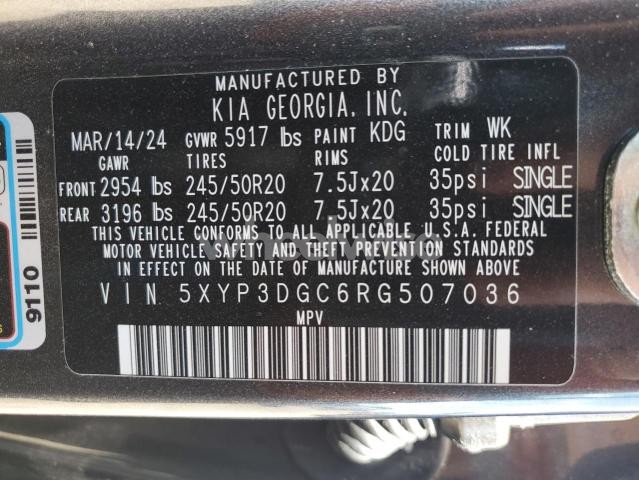 MANUFACTURED BY
KIA GEORGIA, INC.
MAR/14/24 GVWR 5917 lbs PAINT KDG TRIM WK
GAWR TIRES RIMS COLD TIRE INFL
FRONT 2954 lbs 245/50R20 7.5Jx20 35psi SINGLE
REAR 3196 lbs 245/50R20 7.5Jx20 35psi SINGLE
THIS VEHICLE CONFORMS TO ALL APPLICABLE U.S.A. FEDERAL
MOTOR VEHICLE SAFETY AND THEFT PREVENTION STANDARDS
IN EFFECT ON THE DATE OF MANUFACTURE SHOWN ABOVE
VIN 5XYP3DGC6RG507036
MPV
9110